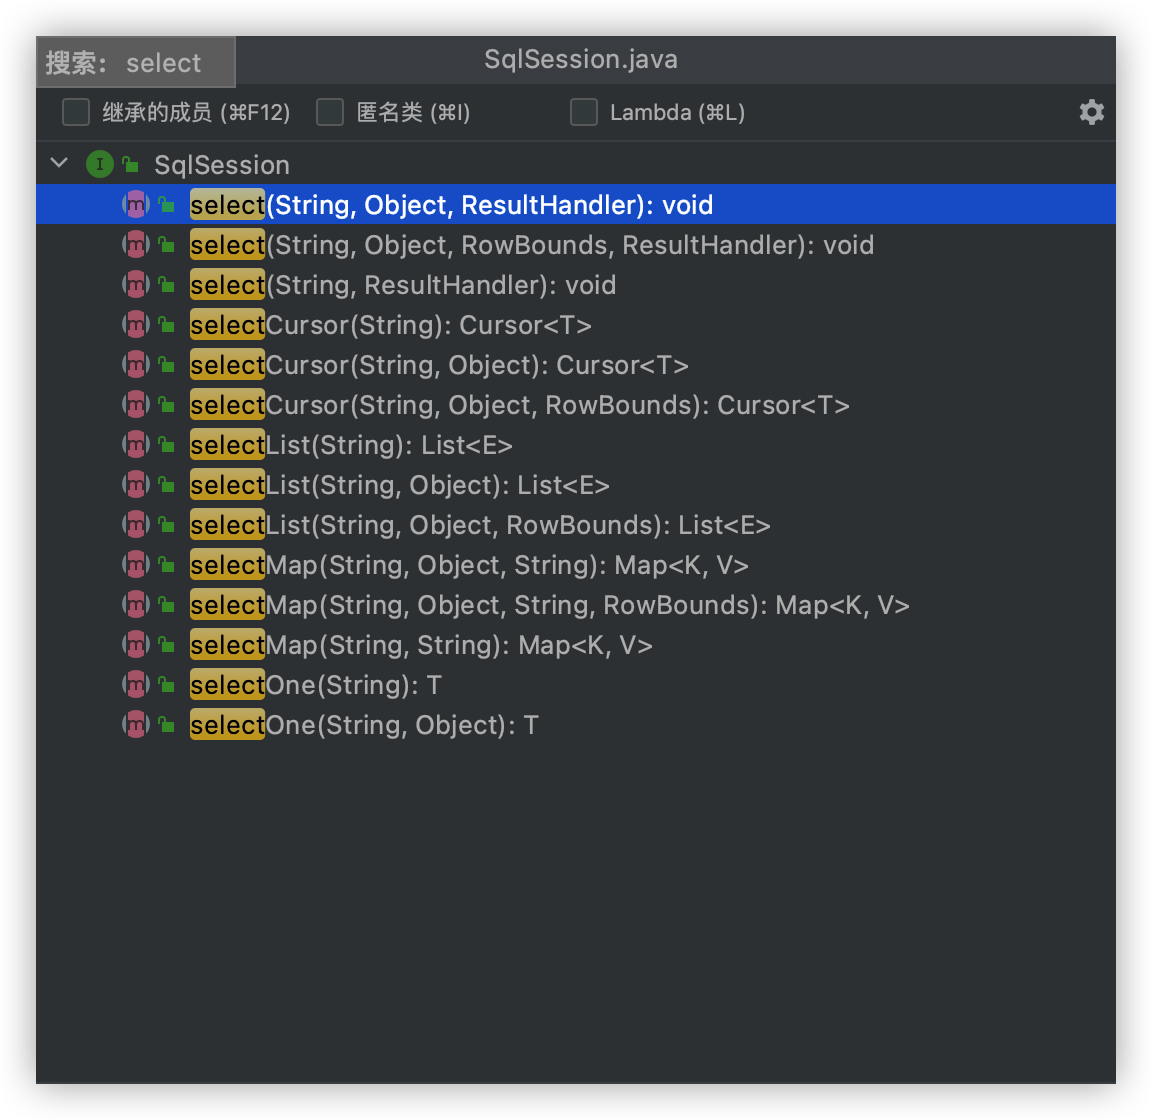 搜索： select
SqlSession.java
继承的成员 (⌘F12) 匿名类 (⌘I) Lambda (⌘L)
I SqlSession
m select(String, Object, ResultHandler): void
m select(String, Object, RowBounds, ResultHandler): void
m select(String, ResultHandler): void
m selectCursor(String): Cursor<T>
m selectCursor(String, Object): Cursor<T>
m selectCursor(String, Object, RowBounds): Cursor<T>
m selectList(String): List<E>
m selectList(String, Object): List<E>
m selectList(String, Object, RowBounds): List<E>
m selectMap(String, Object, String): Map<K, V>
m selectMap(String, Object, String, RowBounds): Map<K, V>
m selectMap(String, String): Map<K, V>
m selectOne(String): T
m selectOne(String, Object): T